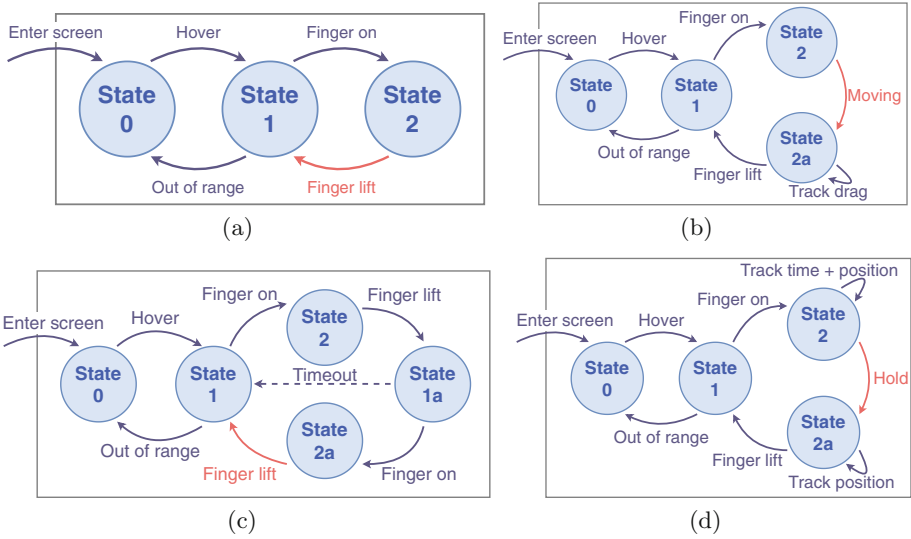 Enter screen
Hover
Finger on
State
0
State
1
State
2
Out of range
Finger lift
(a)
Enter screen
Hover
Finger on
State
0
State
1
State
2
Moving
State
2a
Out of range
Finger lift
Track drag
(b)
Enter screen
Hover
Finger on
Finger lift
State
0
State
1
State
2
Timeout
State
1a
State
2a
Out of range
Finger lift
Finger on
(c)
Track time + position
Enter screen
Hover
Finger on
State
0
State
1
State
2
Hold
State
2a
Out of range
Finger lift
Track position
(d)